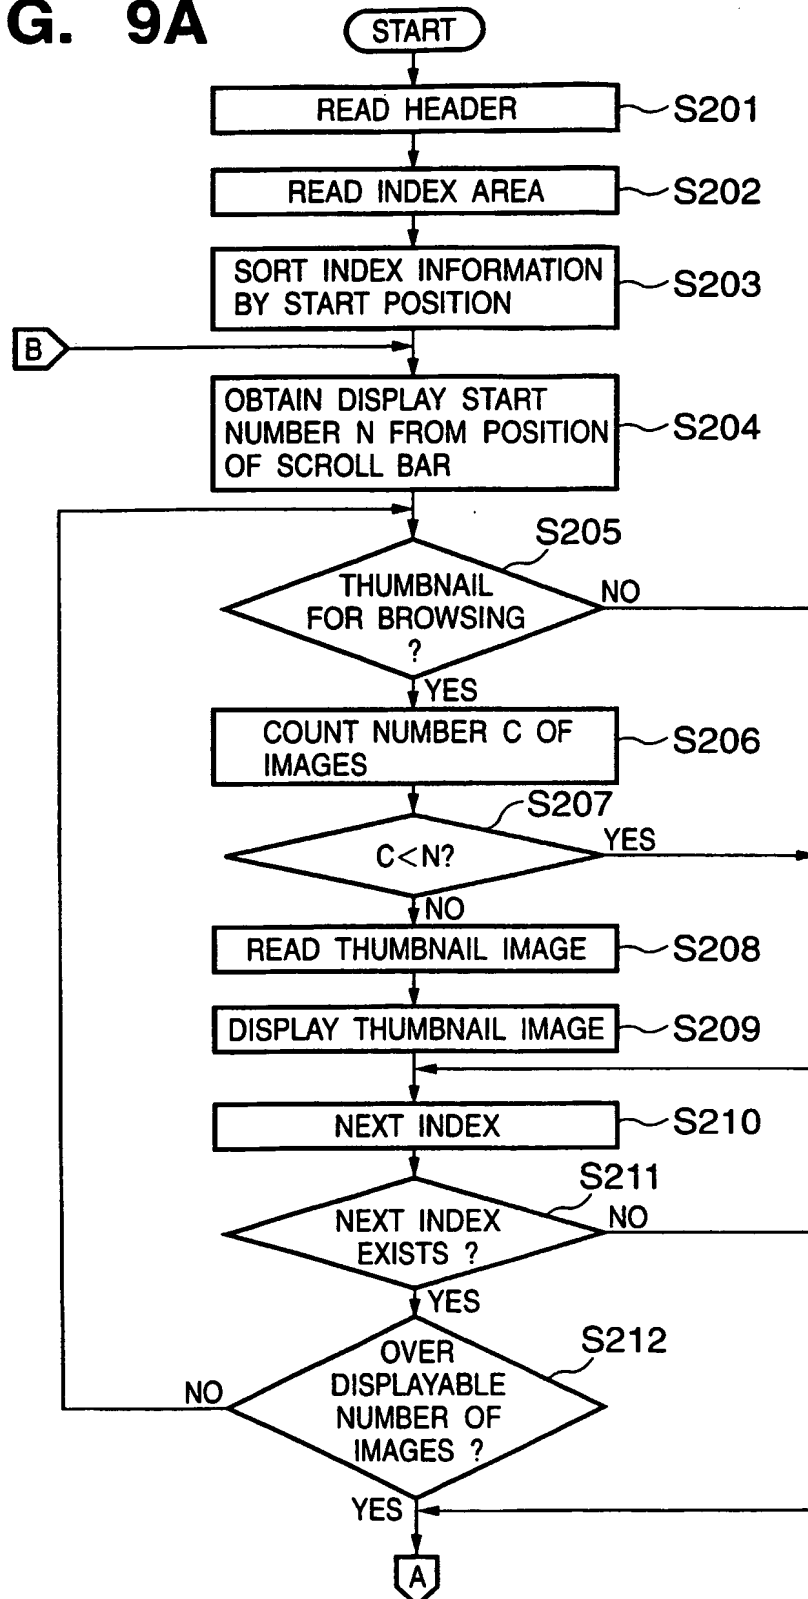 G. 9A
START
READ HEADER
S201
READ INDEX AREA
S202
SORT INDEX INFORMATION
BY START POSITION
S203
B
OBTAIN DISPLAY START
NUMBER N FROM POSITION
OF SCROLL BAR
S204
S205
THUMBNAIL
FOR BROWSING
?
NO
YES
COUNT NUMBER C OF
IMAGES
S206
S207
C<N?
YES
NO
READ THUMBNAIL IMAGE
S208
DISPLAY THUMBNAIL IMAGE
S209
NEXT INDEX
S210
S211
NEXT INDEX
EXISTS ?
NO
YES
S212
OVER
DISPLAYABLE
NUMBER OF
IMAGES ?
NO
YES
A